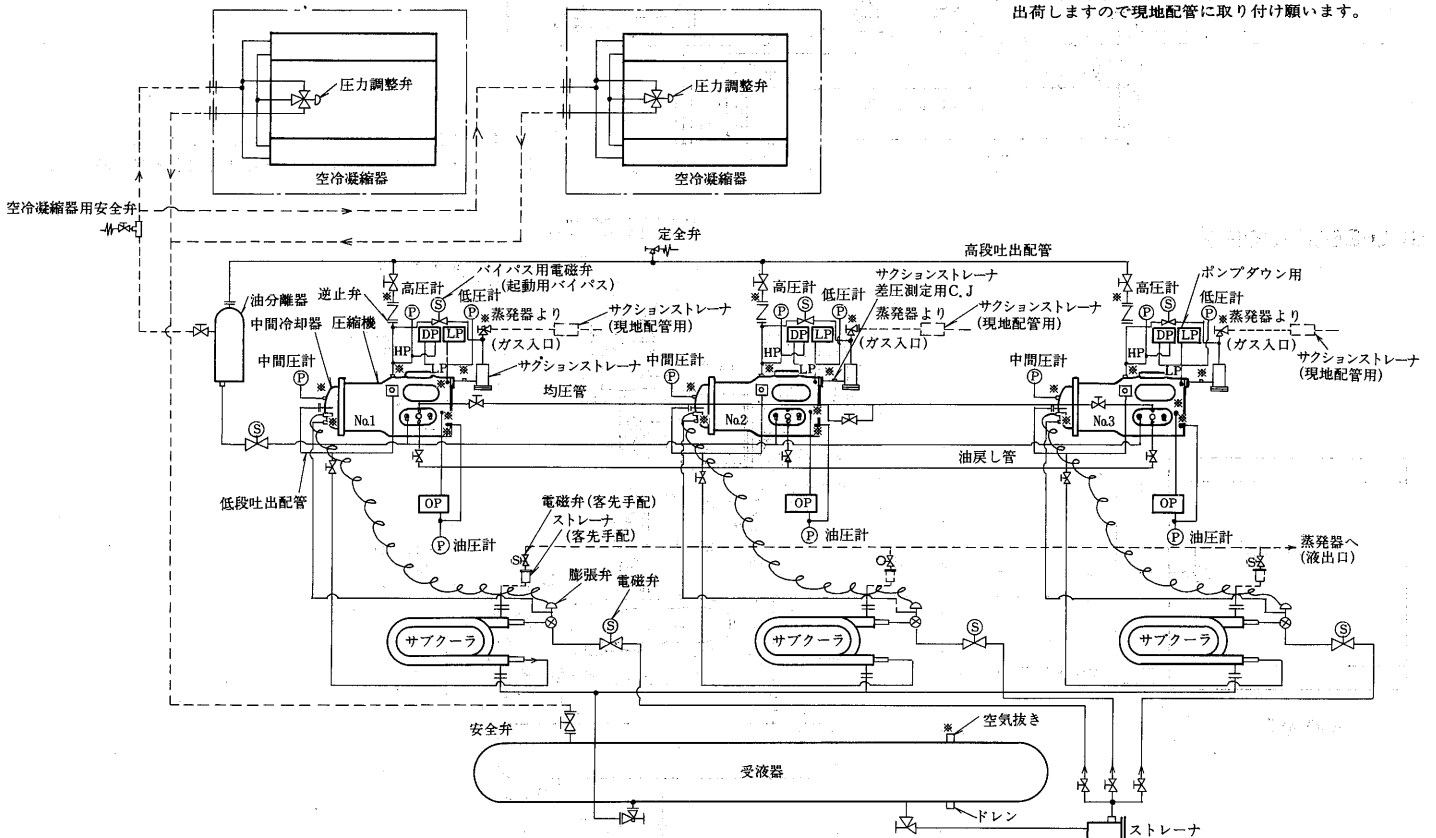 出荷しますので現地配管に取り付け願います。
圧力調整弁
圧力調整弁
空冷凝縮器
空冷凝縮器
空冷凝縮器用安全弁
定全弁
高段吐出配管
油分離器
逆止弁
※
高圧計
P
バイパス用電磁弁
(起動用バイパス)
S
低圧計
P
※
蒸発器より
(ガス入口)
サクションストレーナ
(現地配管用)
※
高圧計
P
S
低圧計
P
サクションストレーナ
差圧測定用C.J
※
蒸発器より
(ガス入口)
サクションストレーナ
(現地配管用)
※
高圧計
P
S
ポンプダウン用
P
※
蒸発器より
(ガス入口)
サクションストレーナ
(現地配管用)
中間冷却器
圧縮機
DP
LP
HP
LP
サクションストレーナ
DP
LP
HP
LP
DP
LP
HP
LP
中間圧計
P
中間圧計
P
中間圧計
P
均圧管
No.1
No.2
No.3
S
油戻し管
低段吐出配管
OP
OP
OP
P
油圧計
P
油圧計
P
油圧計
電磁弁(客先手配)
ストレーナ
(客先手配)
S
S
蒸発器へ
(液出口)
膨張弁
電磁弁
S
S
S
サブクーラ
サブクーラ
サブクーラ
安全弁
※
空気抜き
受液器
ドレン
ストレーナ